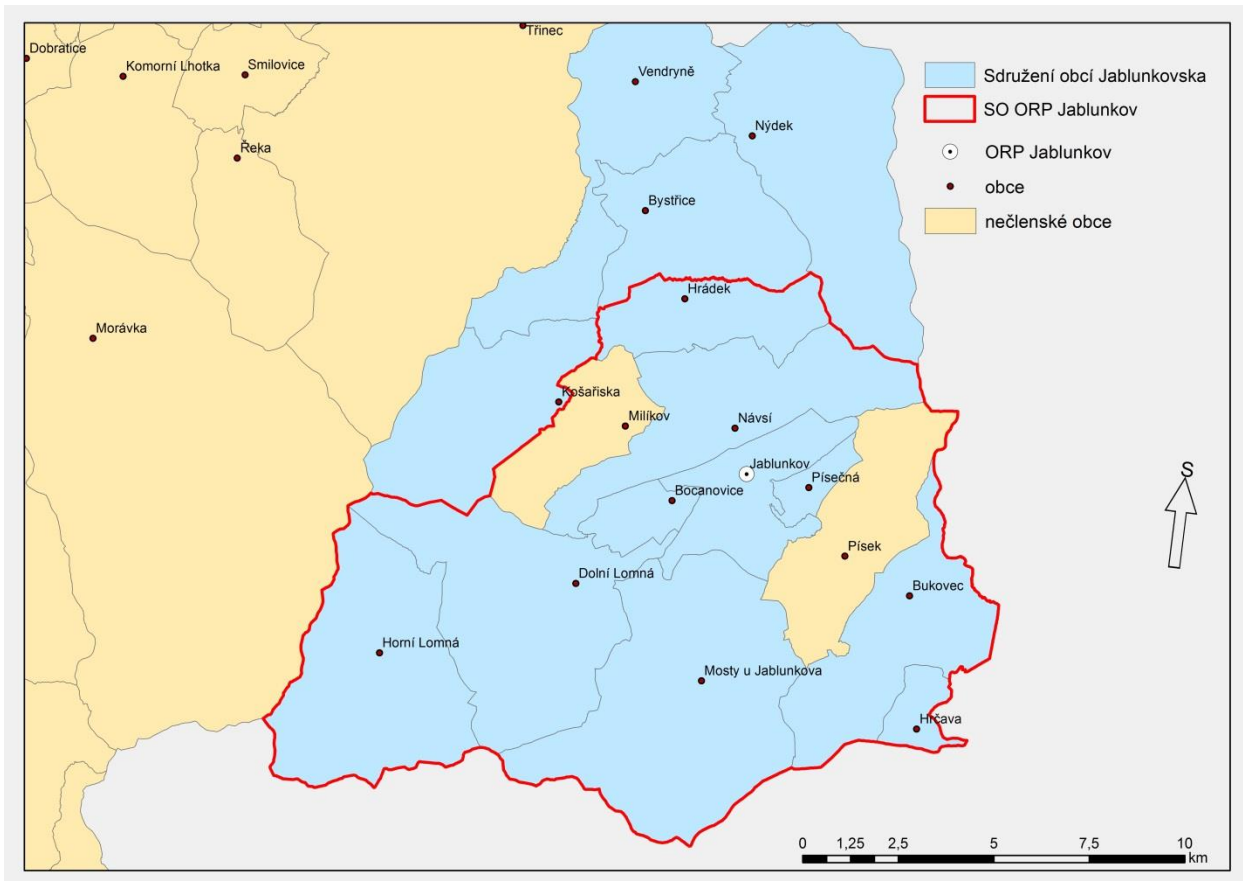 Třinec
Dobratice
Komorní Lhotka
Smilovice
Vendryně
Sdružení obcí Jablunkovska
SO ORP Jablunkov
Nýdek
Řeka
ORP Jablunkov
obce
Bystřice
nečlenské obce
Hrádek
Morávka
Košařiska
Milíkov
Návsí
Jablunkov
S
Písečná
Bocanovice
Písek
Dolní Lomná
Bukovec
Horní Lomná
Mosty u Jablunkova
Hrčava
0 1,25 2,5 5 7,5 10
km